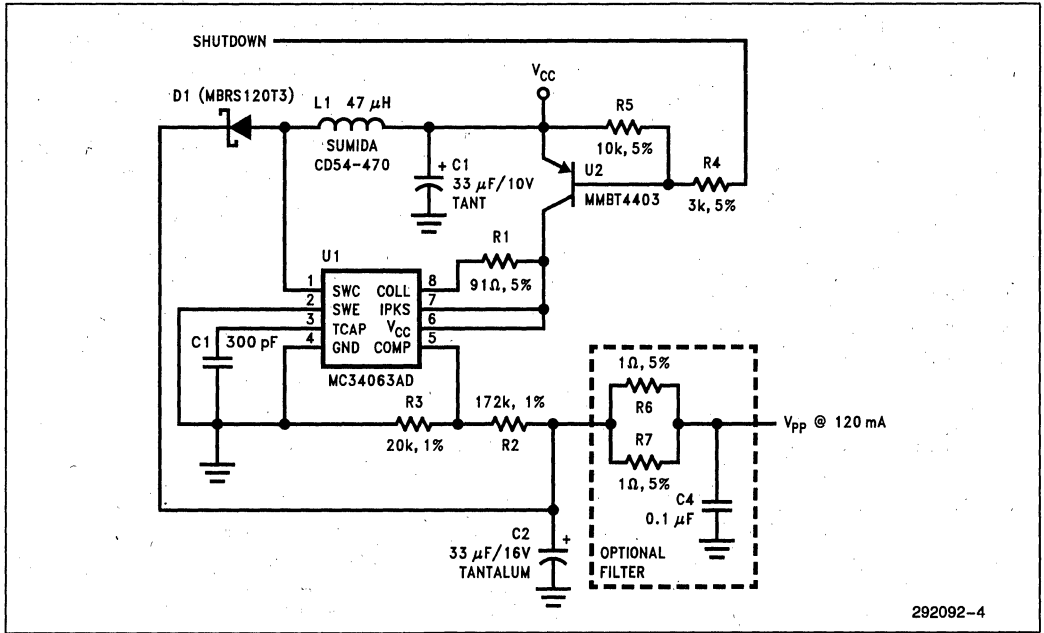 SHUTDOWN
VCC
D1 (MBRS120T3)
L1 47 μH
SUMIDA
CD54-470
R5
10k, 5%
+ C1
33 μF/10V
TANT
U2
MMBT4403
R4
3k, 5%
R1
91Ω, 5%
U1
1 SWC COLL 8
2 SWE IPKS 7
3 TCAP VCC 6
4 GND COMP 5
MC34063AD
C1 300 pF
R3
20k, 1%
172k, 1%
R2
1Ω, 5%
R6
R7
1Ω, 5%
VPP @ 120 mA
C4
0.1 μF
C2 +
33 μF/16V
TANTALUM
OPTIONAL
FILTER
292092-4